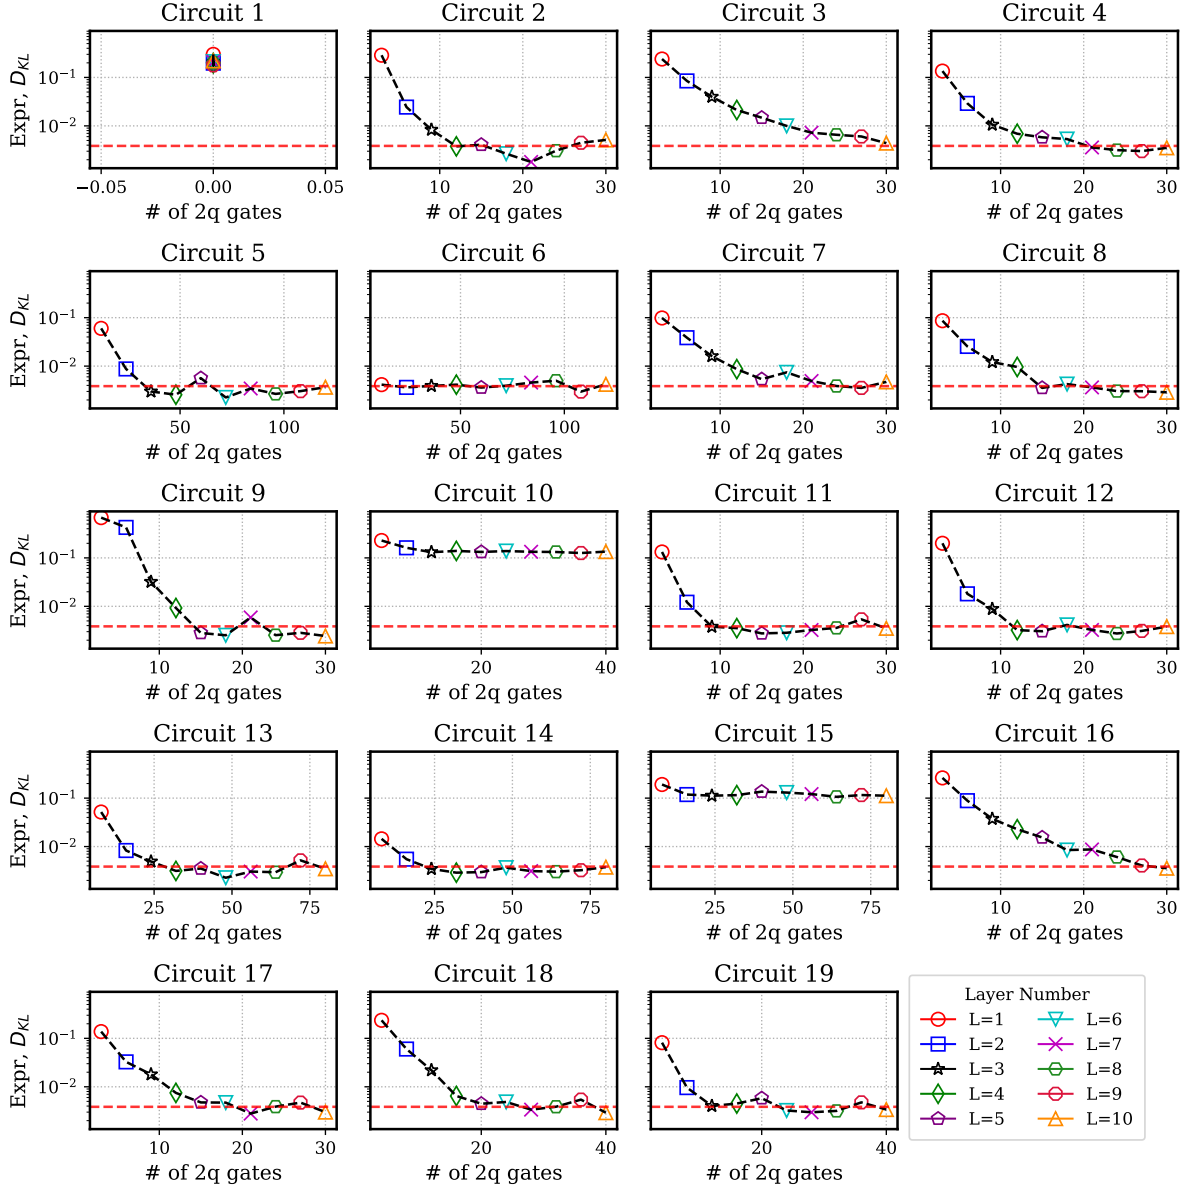 Circuit 1 Circuit 2 Circuit 3 Circuit 4
Expr, D_KL
10⁻¹
10⁻²
−0.05 0.00 0.05 10 20 30 10 20 30 10 20 30
# of 2q gates # of 2q gates # of 2q gates # of 2q gates
Circuit 5 Circuit 6 Circuit 7 Circuit 8
Expr, D_KL
10⁻¹
10⁻²
50 100 50 100 10 20 30 10 20 30
# of 2q gates # of 2q gates # of 2q gates # of 2q gates
Circuit 9 Circuit 10 Circuit 11 Circuit 12
Expr, D_KL
10⁻¹
10⁻²
10 20 30 20 40 10 20 30 10 20 30
# of 2q gates # of 2q gates # of 2q gates # of 2q gates
Circuit 13 Circuit 14 Circuit 15 Circuit 16
Expr, D_KL
10⁻¹
10⁻²
25 50 75 25 50 75 25 50 75 10 20 30
# of 2q gates # of 2q gates # of 2q gates # of 2q gates
Circuit 17 Circuit 18 Circuit 19
Expr, D_KL
10⁻¹
10⁻²
10 20 30 20 40 20 40
# of 2q gates # of 2q gates # of 2q gates
Layer Number
L=1 L=6
L=2 L=7
L=3 L=8
L=4 L=9
L=5 L=10